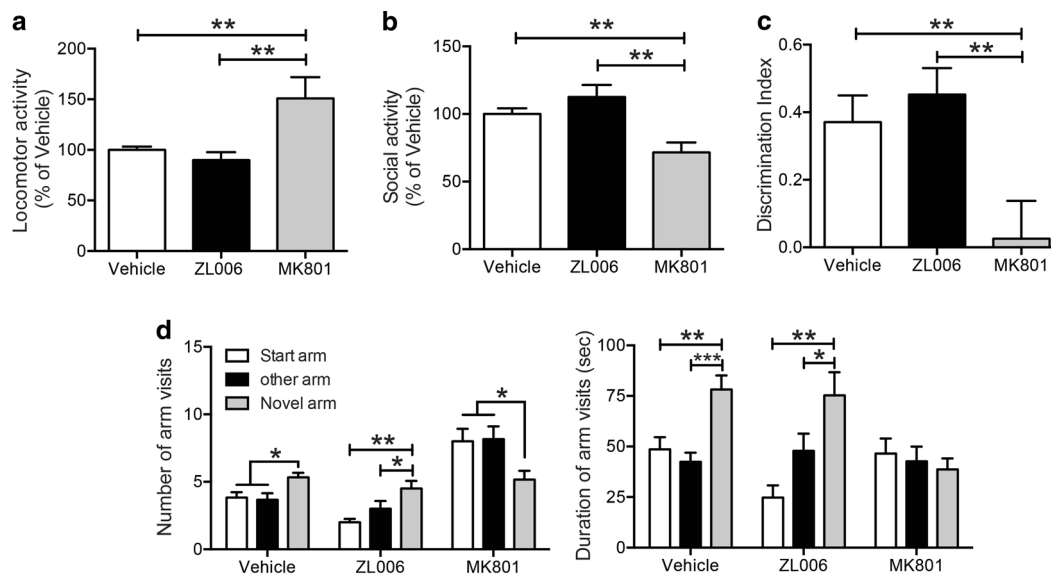 a
Locomotor activity
(% of Vehicle)
200
150
100
50
0
**
**
Vehicle
ZL006
MK801
b
Social activity
(% of Vehicle)
150
100
50
0
**
**
Vehicle
ZL006
MK801
c
Discrimination Index
0.6
0.4
0.2
0.0
**
**
Vehicle
ZL006
MK801
d
Number of arm visits
15
10
5
0
Start arm
other arm
Novel arm
*
**
*
*
Vehicle
ZL006
MK801
Duration of arm visits (sec)
100
75
50
25
0
**
***
**
*
Vehicle
ZL006
MK801